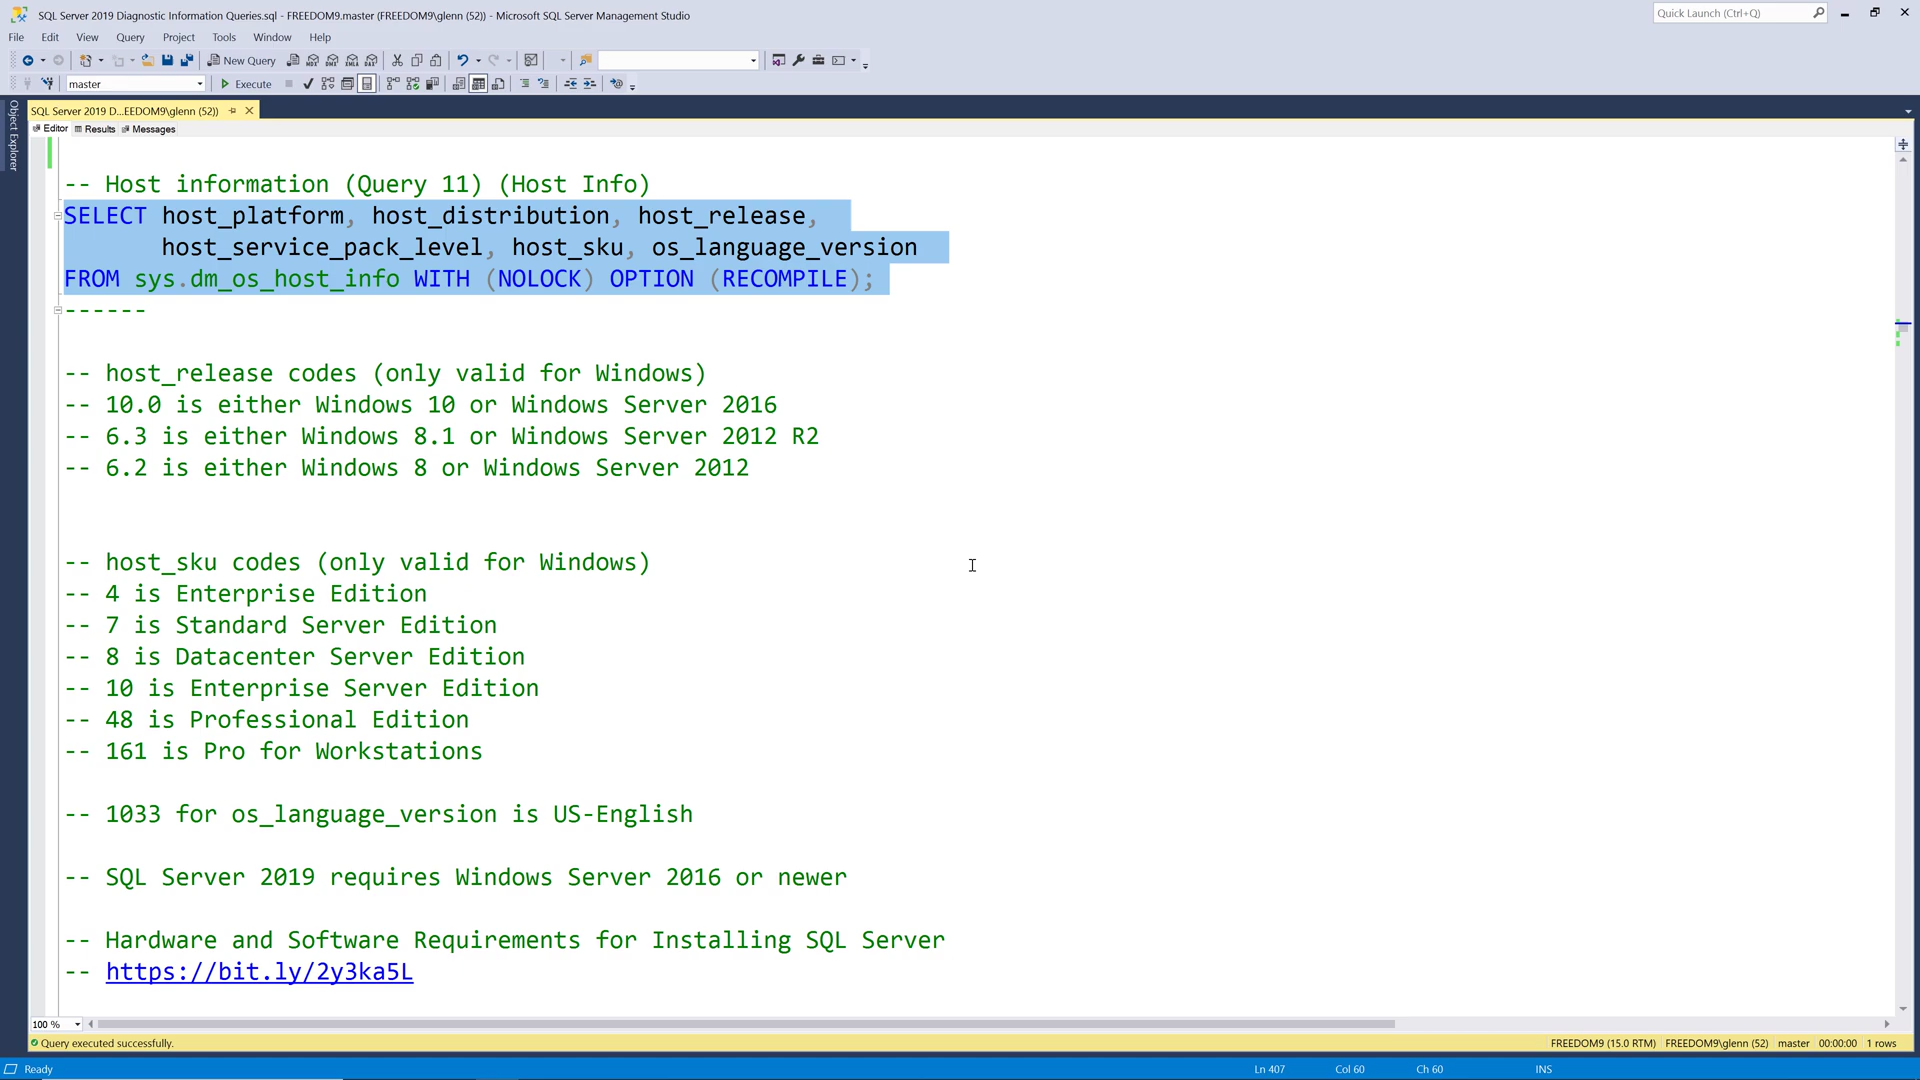 SQL Server 2019 Diagnostic Information Queries.sql - FREEDOM9.master (FREEDOM9\glenn (52)) - Microsoft SQL Server Management Studio
Quick Launch (Ctrl+Q)
File Edit View Query Project Tools Window Help
New Query
master Execute
Object Explorer
SQL Server 2019 D...EEDOM9\glenn (52))
Editor Results Messages
-- Host information (Query 11) (Host Info)
SELECT host_platform, host_distribution, host_release,
host_service_pack_level, host_sku, os_language_version
FROM sys.dm_os_host_info WITH (NOLOCK) OPTION (RECOMPILE);
------
-- host_release codes (only valid for Windows)
-- 10.0 is either Windows 10 or Windows Server 2016
-- 6.3 is either Windows 8.1 or Windows Server 2012 R2
-- 6.2 is either Windows 8 or Windows Server 2012
-- host_sku codes (only valid for Windows)
-- 4 is Enterprise Edition
-- 7 is Standard Server Edition
-- 8 is Datacenter Server Edition
-- 10 is Enterprise Server Edition
-- 48 is Professional Edition
-- 161 is Pro for Workstations
-- 1033 for os_language_version is US-English
-- SQL Server 2019 requires Windows Server 2016 or newer
-- Hardware and Software Requirements for Installing SQL Server
-- https://bit.ly/2y3ka5L
100 %
Query executed successfully. FREEDOM9 (15.0 RTM) FREEDOM9\glenn (52) master 00:00:00 1 rows
Ready Ln 407 Col 60 Ch 60 INS